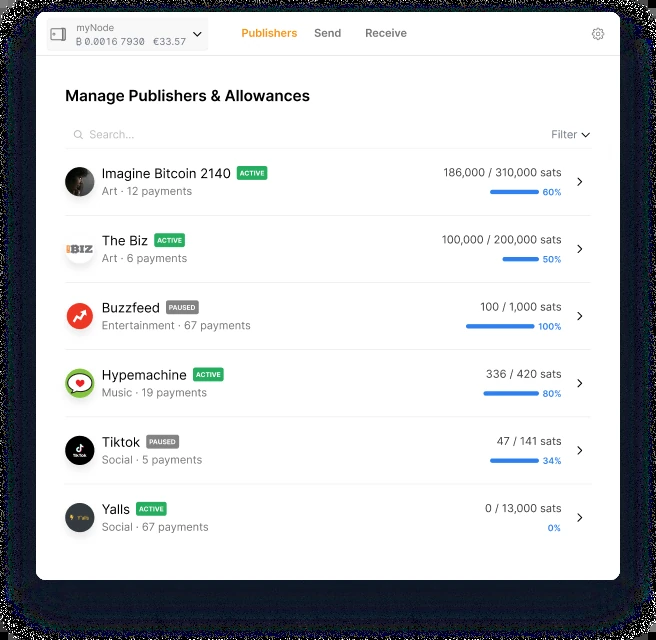 myNode
₿ 0.0016 7930 €33.57
Publishers
Send
Receive
Manage Publishers & Allowances
Search...
Filter
Imagine Bitcoin 2140 ACTIVE
186,000 / 310,000 sats
Art · 12 payments
60%
BIZ
The Biz ACTIVE
100,000 / 200,000 sats
Art · 6 payments
50%
Buzzfeed PAUSED
100 / 1,000 sats
Entertainment · 67 payments
100%
Hypemachine ACTIVE
336 / 420 sats
Music · 19 payments
80%
Tiktok PAUSED
47 / 141 sats
TikTok
Social · 5 payments
34%
Yalls ACTIVE
0 / 13,000 sats
Social · 67 payments
0%